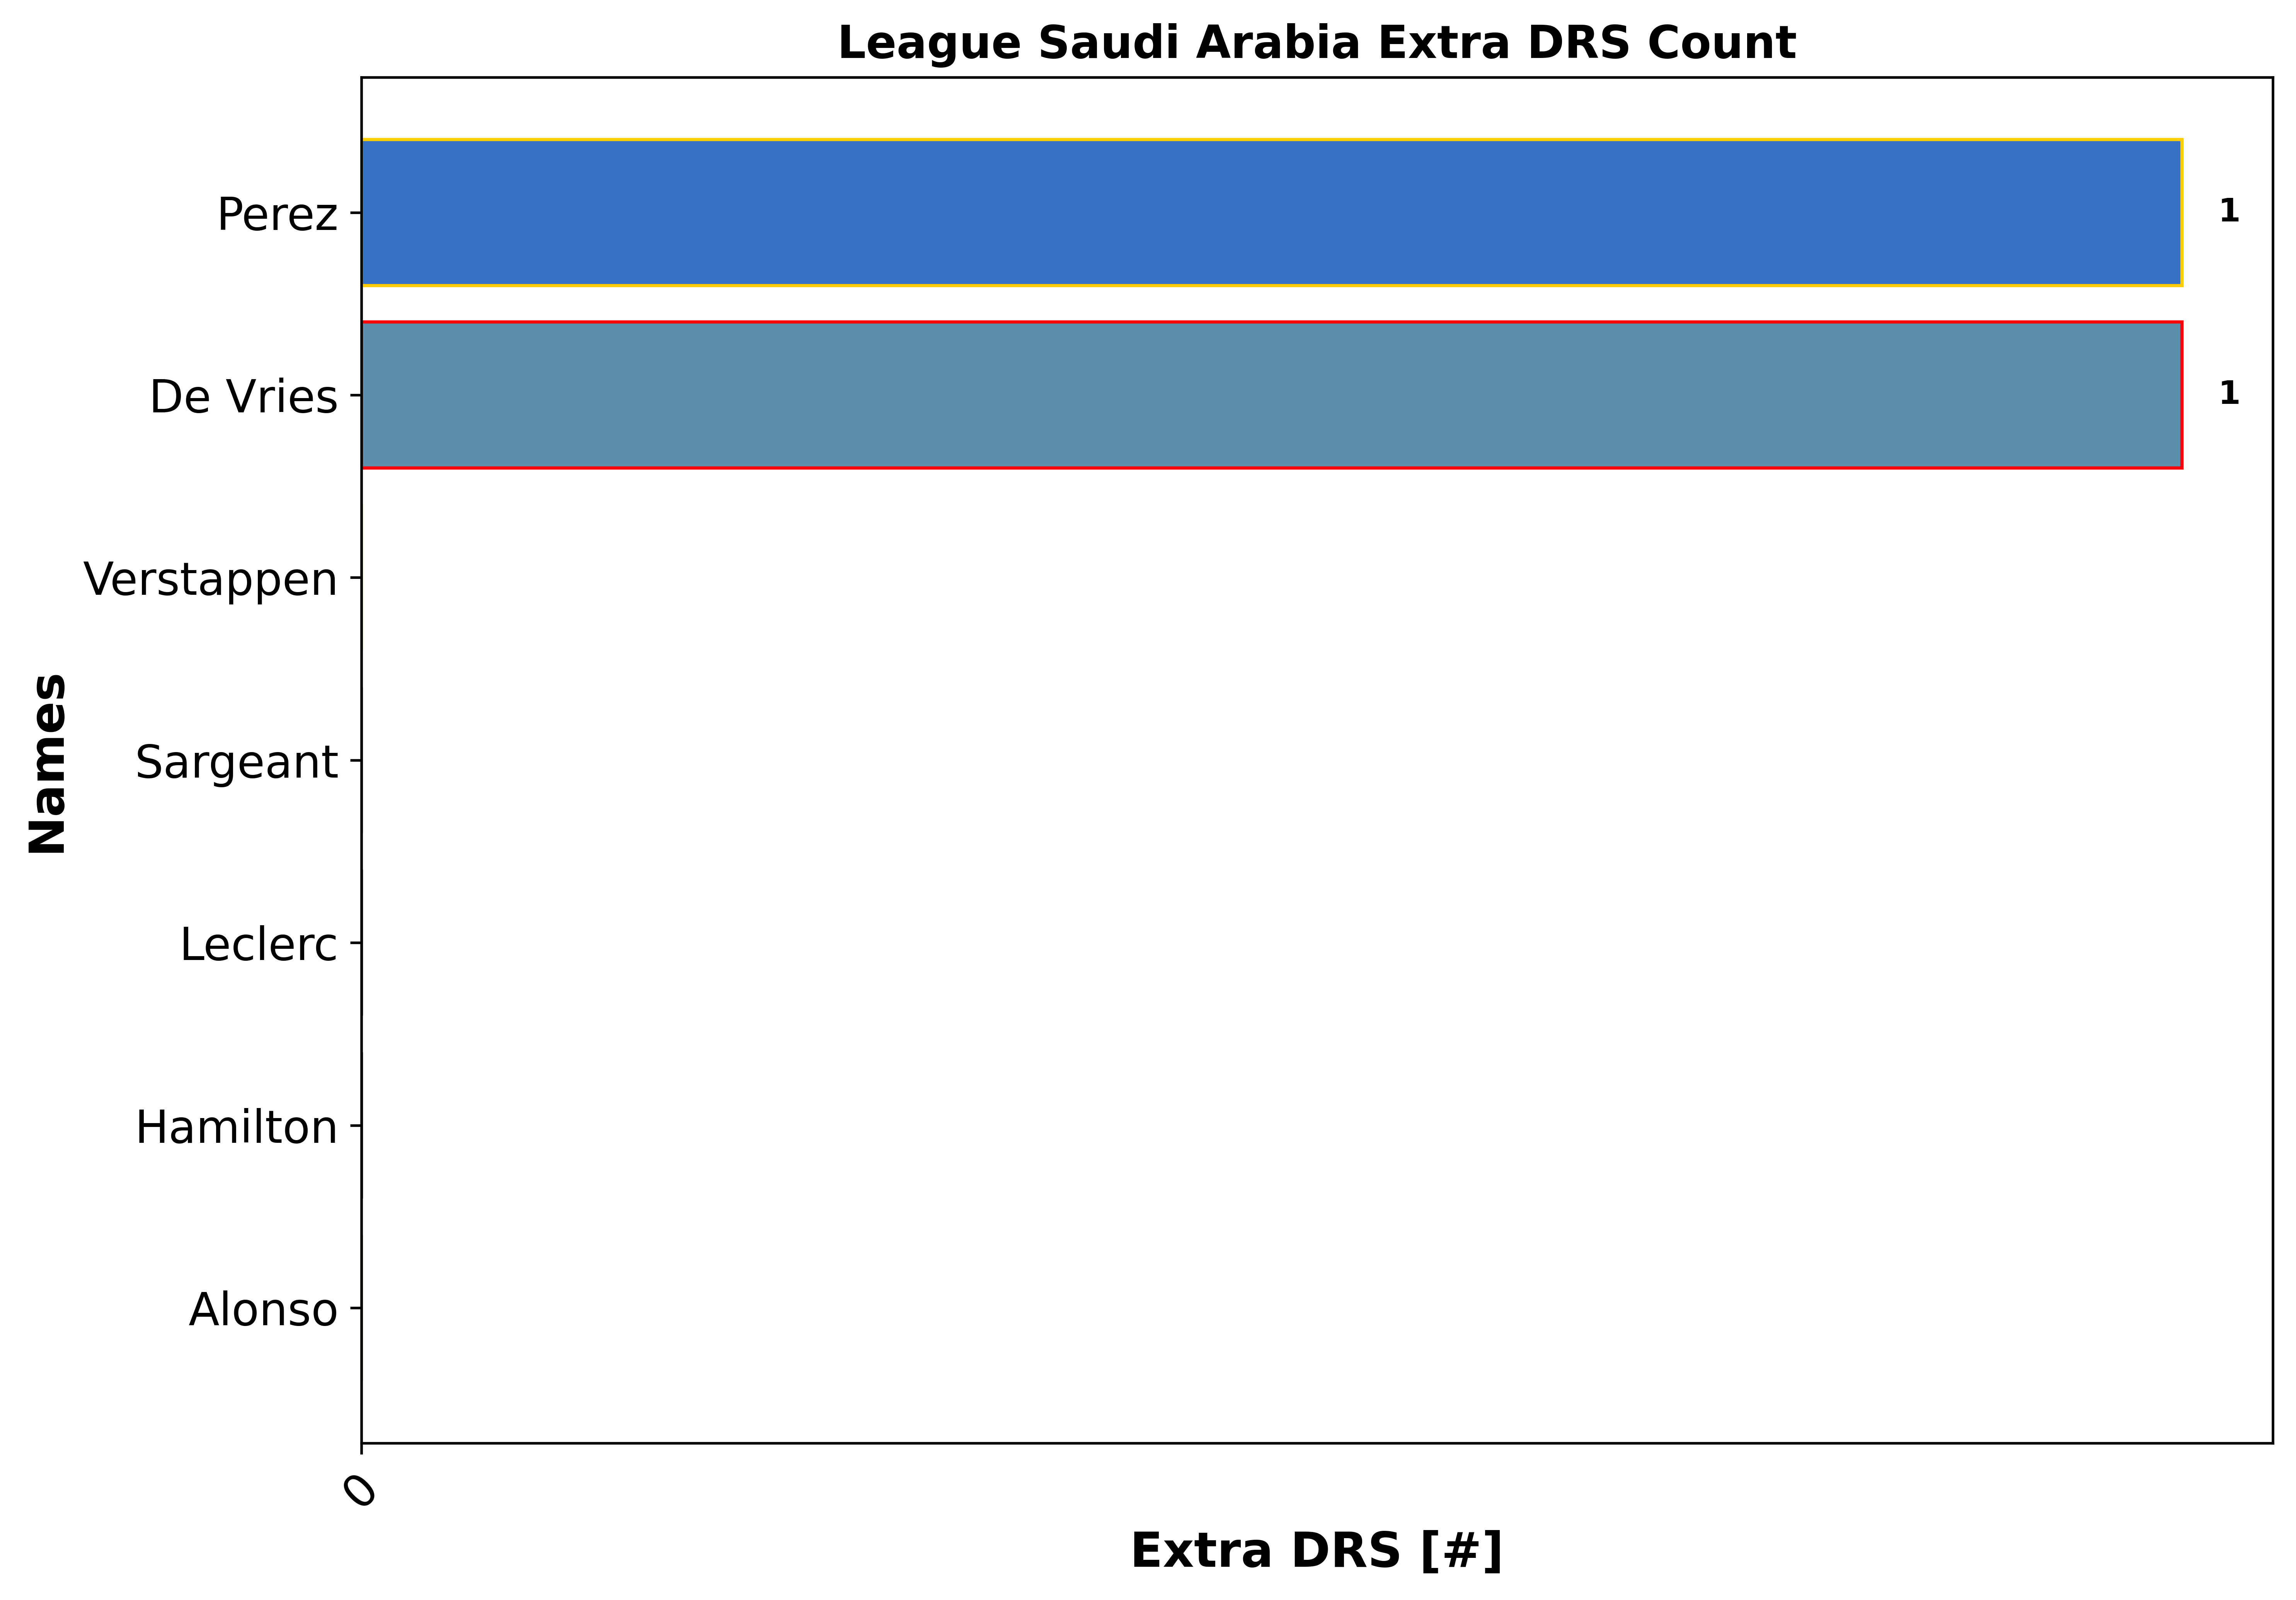 League Saudi Arabia Extra DRS Count
Perez
1
De Vries
1
Verstappen
Sargeant
Leclerc
Hamilton
Alonso
Names
0
Extra DRS [#]